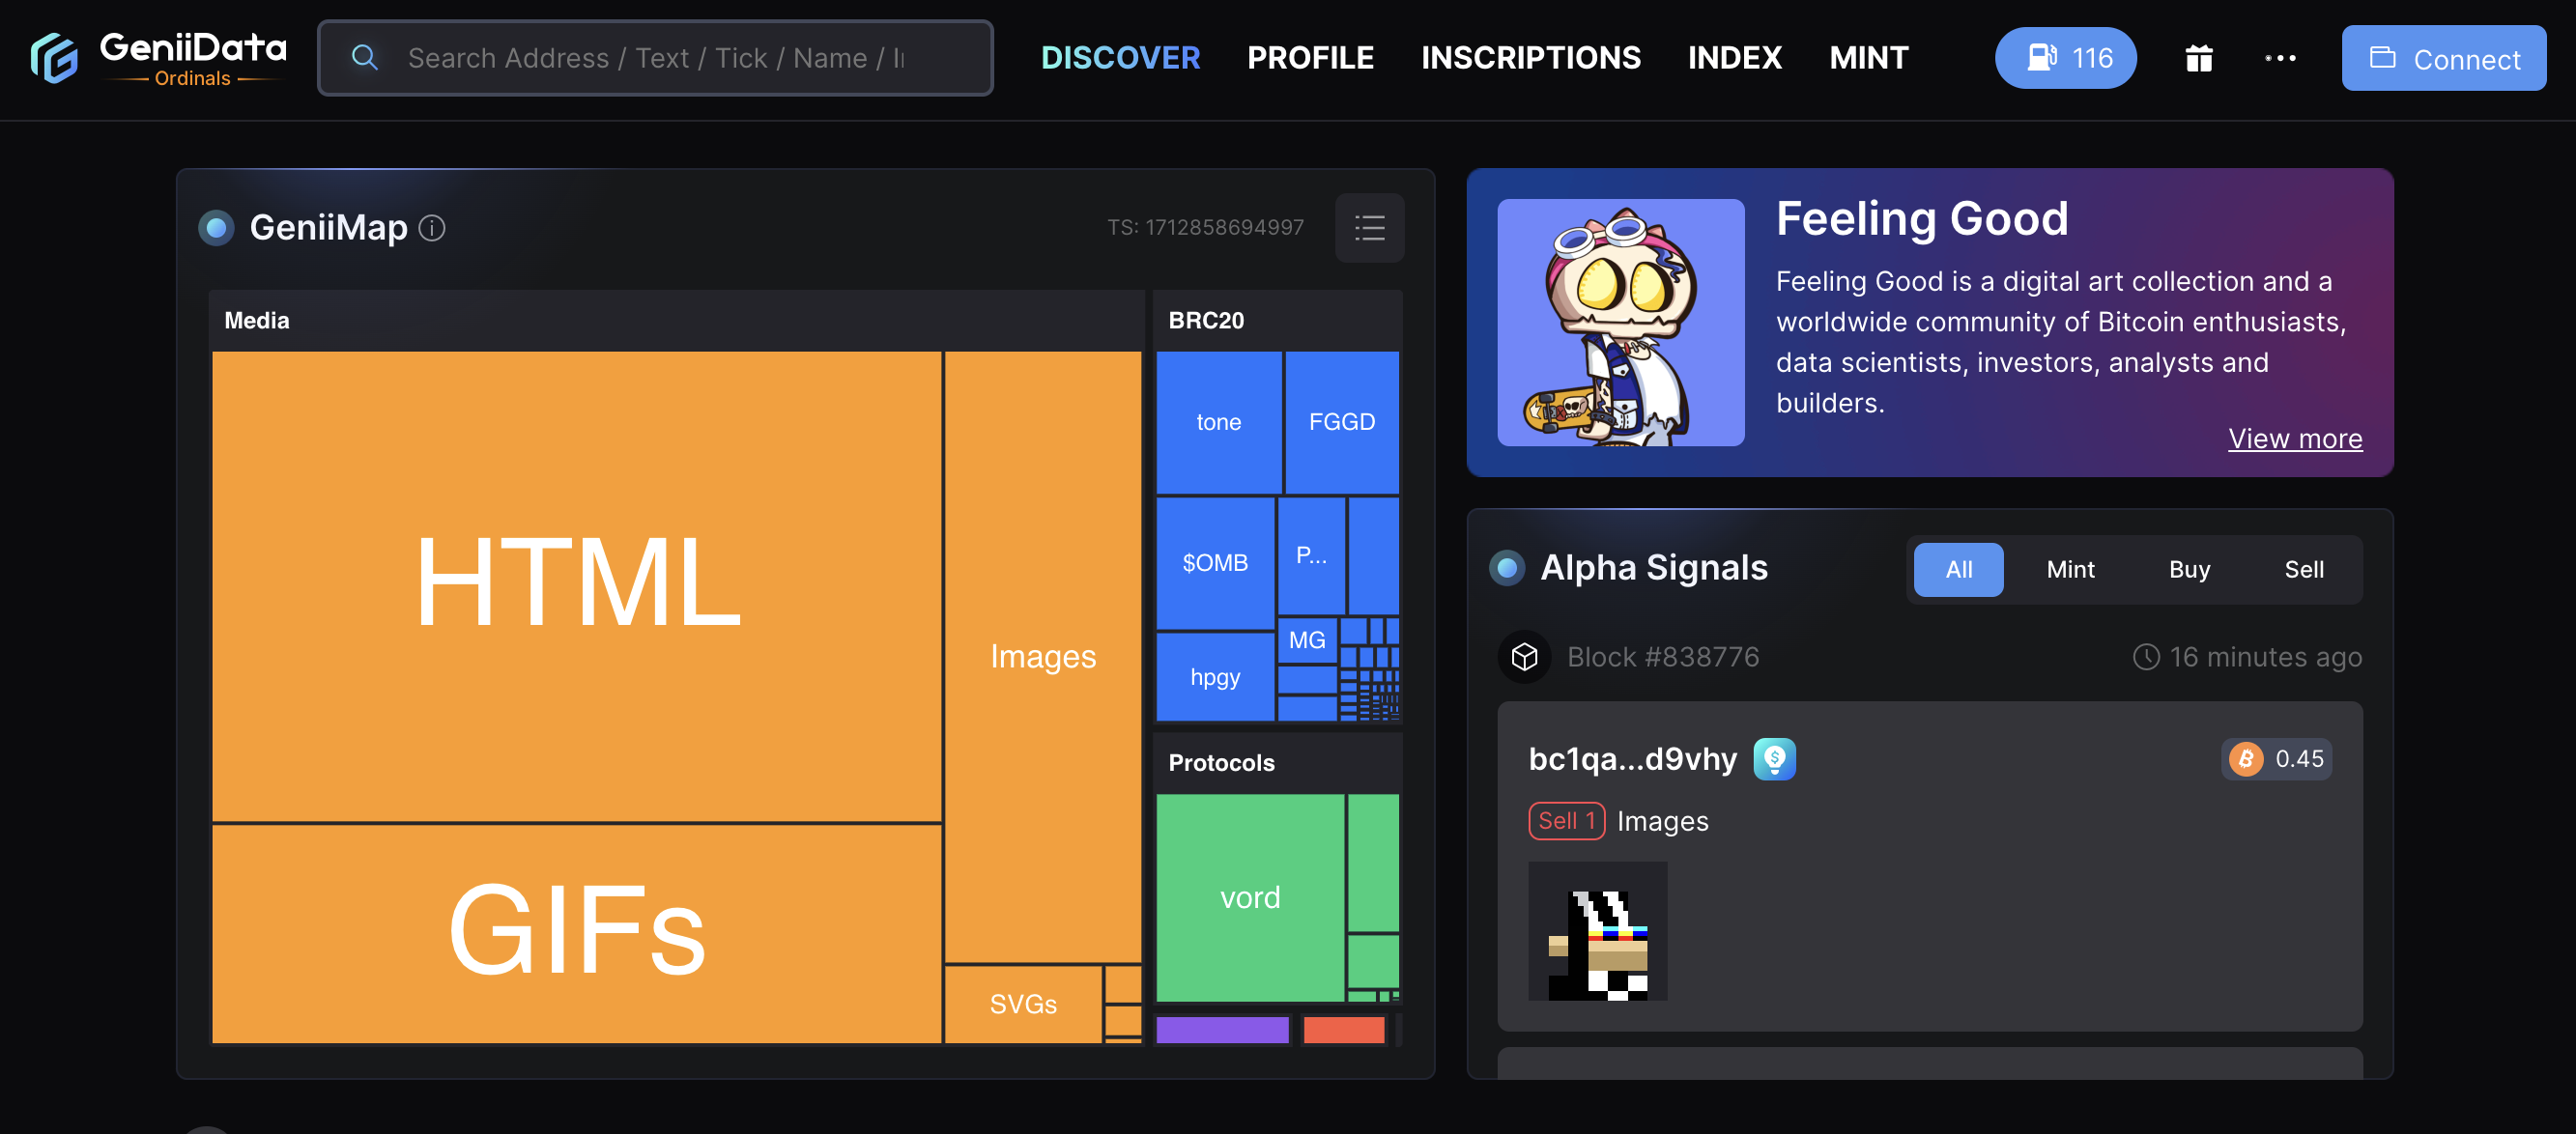 GeniiData
Ordinals
Search Address / Text / Tick / Name /
DISCOVER
PROFILE
INSCRIPTIONS
INDEX
MINT
116
Connect
GeniiMap
TS: 1712858694997
Media
HTML
GIFs
Images
SVGs
BRC20
tone
FGGD
$OMB
P...
MG
hpgy
Protocols
vord
Feeling Good
Feeling Good is a digital art collection and a
worldwide community of Bitcoin enthusiasts,
data scientists, investors, analysts and
builders.
View more
Alpha Signals
All
Mint
Buy
Sell
Block #838776
16 minutes ago
bc1qa...d9vhy
0.45
Sell 1
Images